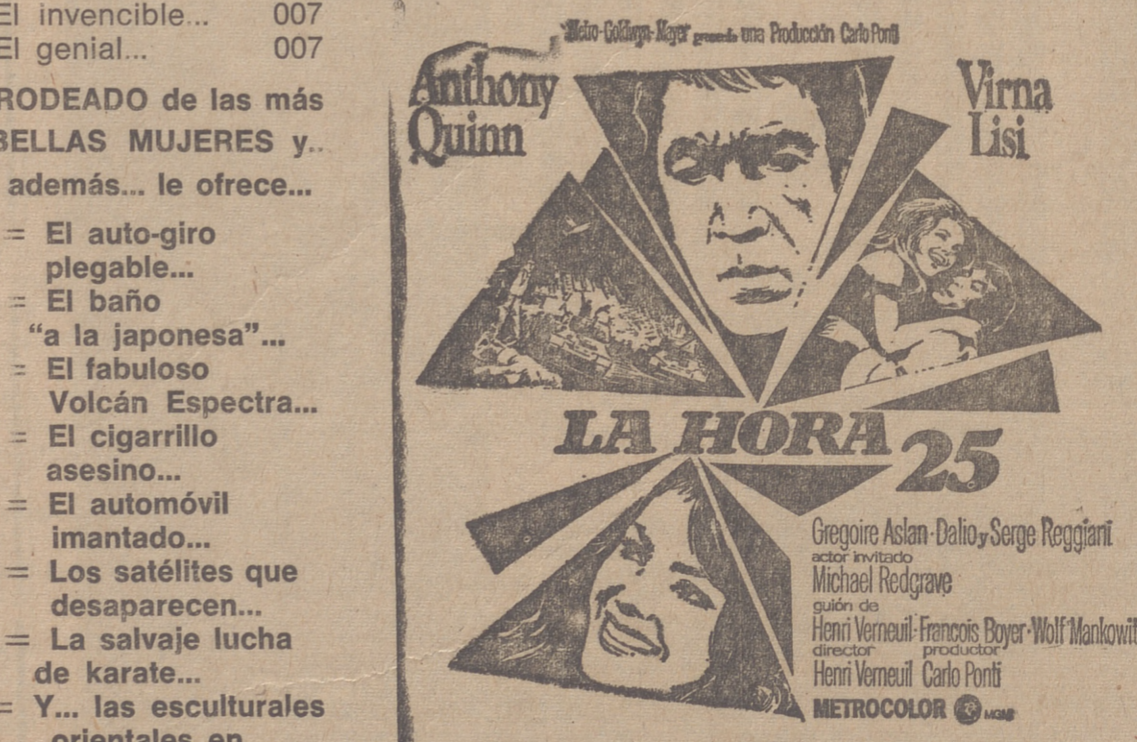 El invencible... 007
El genial... 007
RODEADO de las más
BELLAS MUJERES y..
además... le ofrece...
= El auto-giro
plegable...
= El baño
“a la japonesa”...
= El fabuloso
Volcán Espectra...
= El cigarrillo
asesino...
= El automóvil
imantado...
= Los satélites que
desaparecen...
= La salvaje lucha
de karate...
= Y... las esculturales
orientales en
Metro-Goldwyn-Mayer presenta una Producción Carlo Ponti
Anthony
Quinn
Virna
Lisi
LA HORA
25
Gregoire Aslan·Dalio y Serge Reggiani
actor invitado
Michael Redgrave
guión de
Henri Verneuil·François Boyer·Wolf Mankowit
director productor
Henri Verneuil Carlo Ponti
METROCOLOR MGM